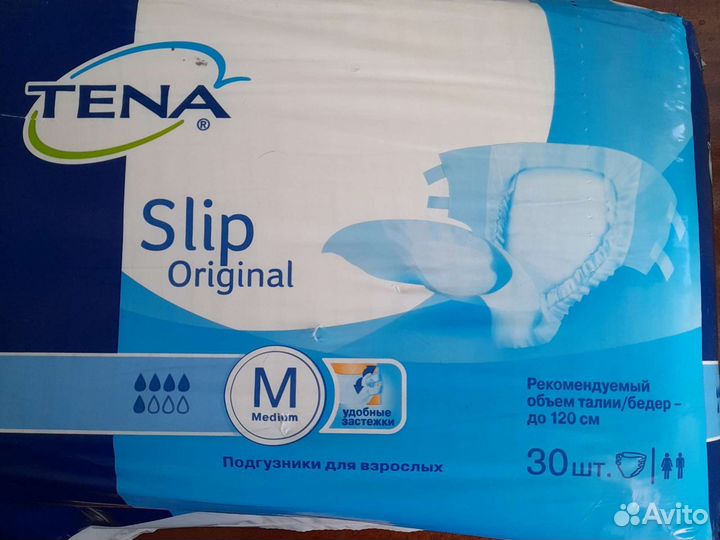 TENA®
Slip
Original
M
Medium
удобные
застежки
Рекомендуемый
объем талии/бедер –
до 120 см
Подгузники для взрослых
30 шт.
Avito